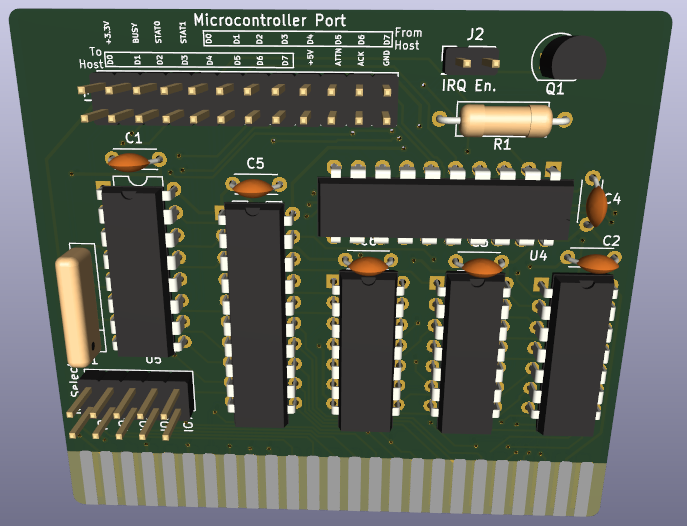 Microcontroller Port
+3.3V BUSY STAT0 STAT1 D0 D1 D2 D3 D4 D5 D6 D7 From Host
To Host D0 D1 D2 D3 D4 D5 D6 D7 +5V ATTN ACK GND
J2
IRQ En.
Q1
R1
C1
C5
C4
C2
U4
U5
Select